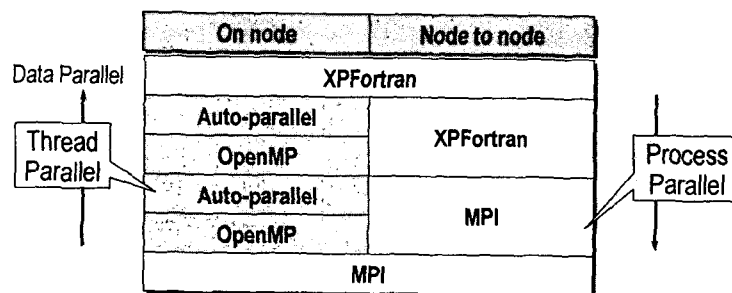 On node
Node to node
Data Parallel
XPFortran
Auto-parallel
XPFortran
Thread
Parallel
OpenMP
Process
Parallel
Auto-parallel
MPI
OpenMP
MPI